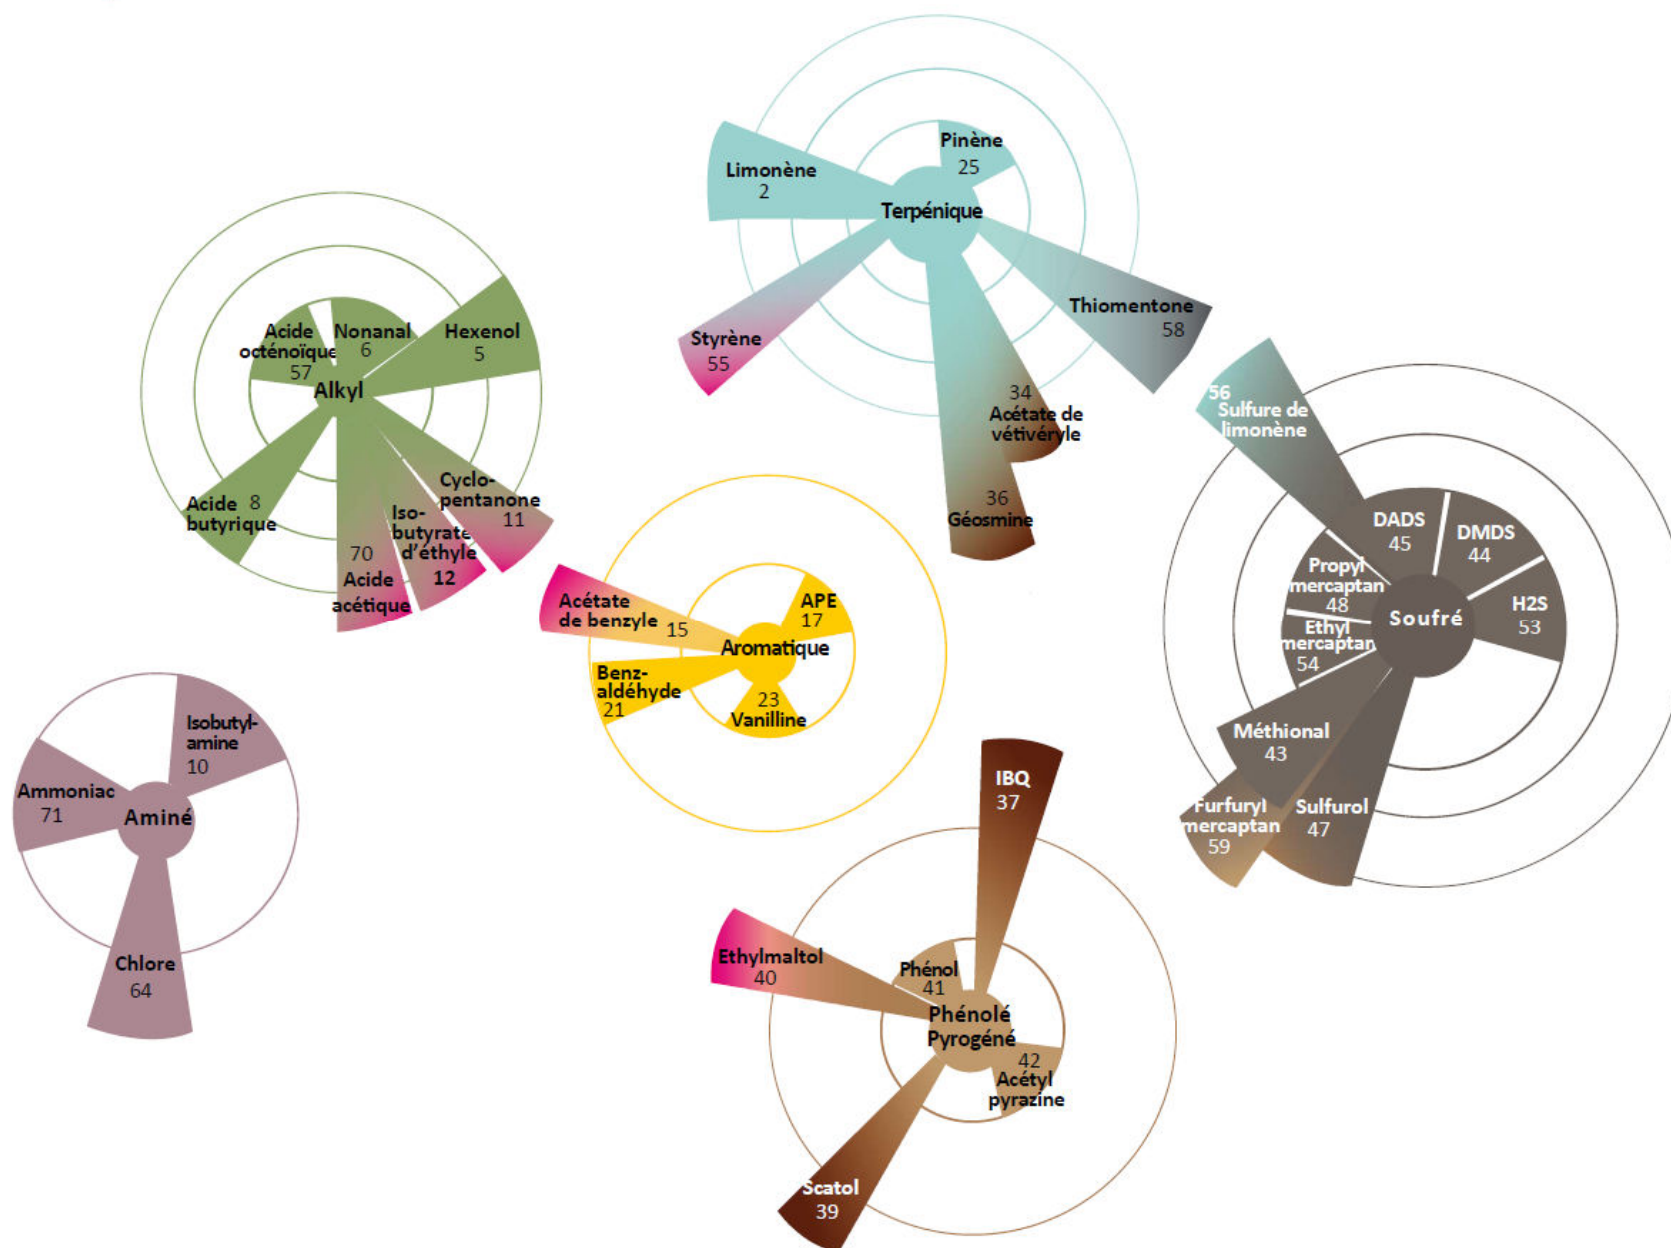 Pinène
25
Limonène
2
Terpénique
Thiomentone
58
Styrène
55
34
Acétate de
vétivéryle
36
Géosmine
Acide
octénoïque
57
Nonanal
6
Hexenol
5
Alkyl
8
Acide
butyrique
Cyclo-
pentanone
11
Iso-
butyrate
d'éthyle
12
70
Acide
acétique
56
Sulfure de
limonène
DADS
45
DMDS
44
Propyl
mercaptan
48
H2S
53
Soufré
Ethyl
mercaptan
54
Méthional
43
Furfuryl
mercaptan
59
Sulfurol
47
Acétate
de benzyle
15
APE
17
Aromatique
Benz-
aldéhyde
21
23
Vanilline
Isobutyl-
amine
10
Ammoniac
71
Aminé
Chlore
64
IBQ
37
Ethylmaltol
40
Phénol
41
Phénolé
Pyrogéné
42
Acétyl
pyrazine
Scatol
39